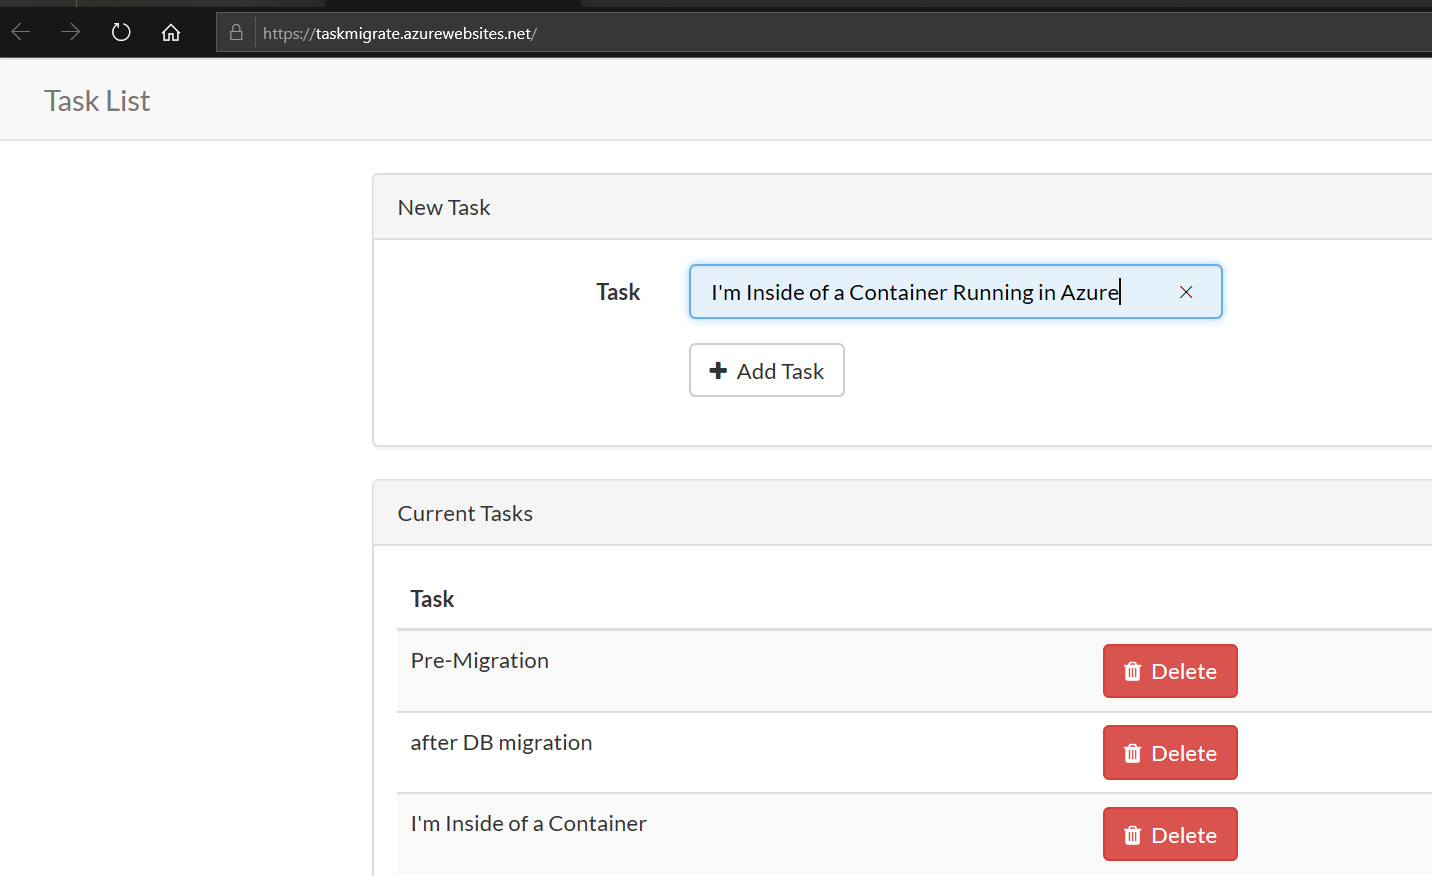 https://taskmigrate.azurewebsites.net/
Task List
New Task
Task
I'm Inside of a Container Running in Azure
Add Task
Current Tasks
Task
Pre-Migration
Delete
after DB migration
Delete
I'm Inside of a Container
Delete